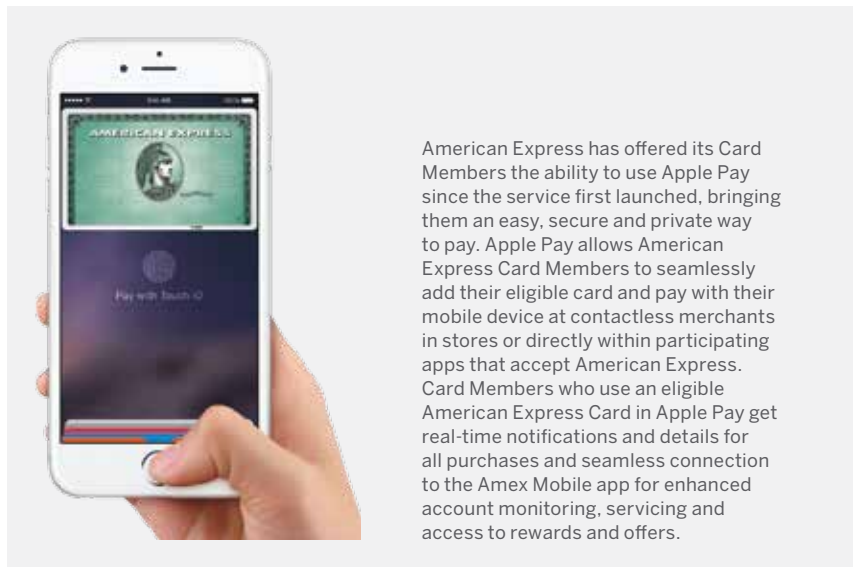 AMERICAN EXPRESS
Pay with Touch ID
American Express has offered its Card
Members the ability to use Apple Pay
since the service first launched, bringing
them an easy, secure and private way
to pay. Apple Pay allows American
Express Card Members to seamlessly
add their eligible card and pay with their
mobile device at contactless merchants
in stores or directly within participating
apps that accept American Express.
Card Members who use an eligible
American Express Card in Apple Pay get
real-time notifications and details for
all purchases and seamless connection
to the Amex Mobile app for enhanced
account monitoring, servicing and
access to rewards and offers.